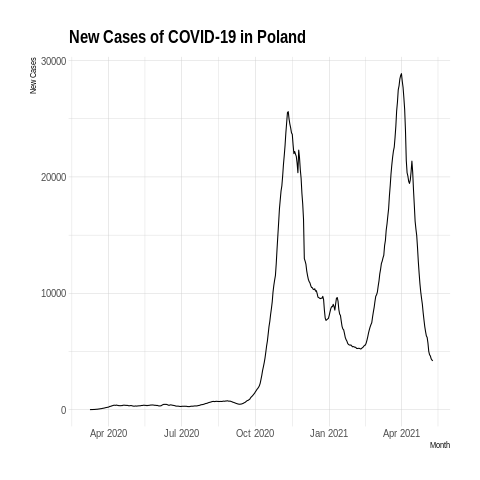 New Cases of COVID-19 in Poland
New Cases
30000
20000
10000
0
Apr 2020 Jul 2020 Oct 2020 Jan 2021 Apr 2021
Month